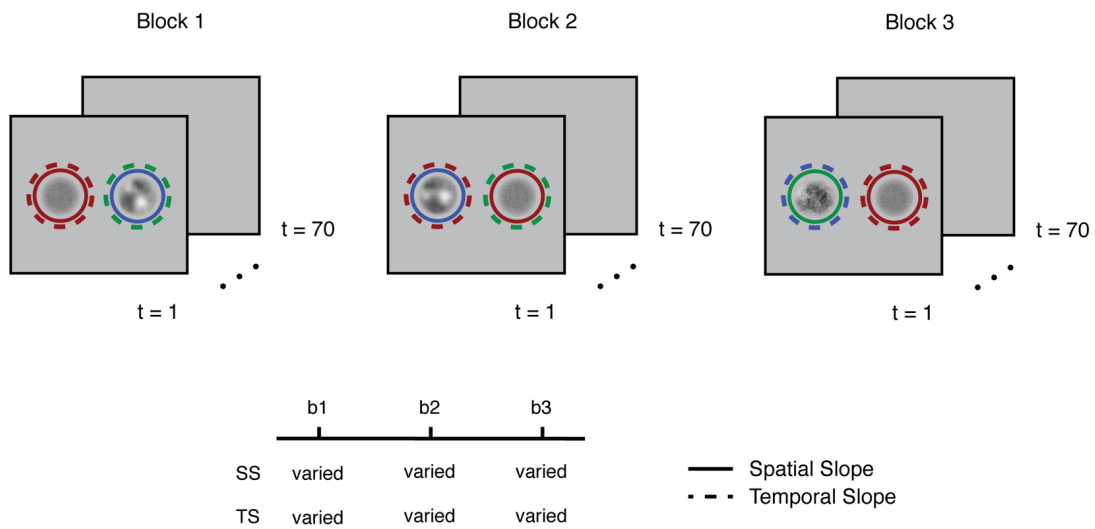 Block 1 Block 2 Block 3
t = 70 t = 70 t = 70
t = 1 t = 1 t = 1
b1 b2 b3
SS varied varied varied
TS varied varied varied
Spatial Slope
Temporal Slope